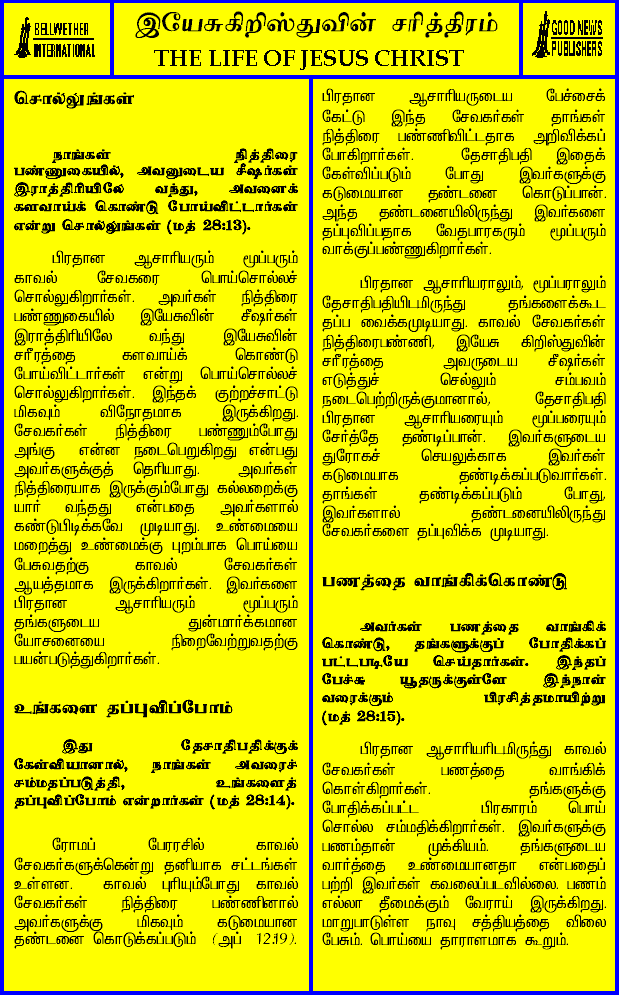 BELLWETHER
INTERNATIONAL
இயேசுகிறிஸ்துவின் சரித்திரம்
THE LIFE OF JESUS CHRIST
GOOD NEWS
PUBLISHERS
சொல்லுங்கள்
நாங்கள் நித்திரை
பண்ணுகையில், அவனுடைய சீஷர்கள்
இராத்திரியிலே வந்து, அவனைக்
களவாய்க் கொண்டு போய்விட்டார்கள்
என்று சொல்லுங்கள் (மத் 28:13).
பிரதான ஆசாரியரும் மூப்பரும்
காவல் சேவகரை பொய்சொல்லச்
சொல்லுகிறார்கள். அவர்கள் நித்திரை
பண்ணுகையில் இயேசுவின் சீஷர்கள்
இராத்திரியிலே வந்து இயேசுவின்
சரீரத்தை களவாய்க் கொண்டு
போய்விட்டார்கள் என்று பொய்சொல்லச்
சொல்லுகிறார்கள். இந்தக் குற்றச்சாட்டு
மிகவும் விநோதமாக இருக்கிறது.
சேவகர்கள் நித்திரை பண்ணும்போது
அங்கு என்ன நடைபெறுகிறது என்பது
அவர்களுக்குத் தெரியாது. அவர்கள்
நித்திரையாக இருக்கும்போது கல்லறைக்கு
யார் வந்தது என்பதை அவர்களால்
கண்டுபிடிக்கவே முடியாது. உண்மையை
மறைத்து உண்மைக்கு புறம்பாக பொய்யை
பேசுவதற்கு காவல் சேவகர்கள்
ஆயத்தமாக இருக்கிறார்கள். இவர்களை
பிரதான ஆசாரியரும் மூப்பரும்
தங்களுடைய துன்மார்க்கமான
யோசனையை நிறைவேற்றுவதற்கு
பயன்படுத்துகிறார்கள்.
உங்களை தப்புவிப்போம்
இது தேசாதிபதிக்குக்
கேள்வியானால், நாங்கள் அவரைச்
சம்மதப்படுத்தி, உங்களைத்
தப்புவிப்போம் என்றார்கள் (மத் 28:14).
ரோமப் பேரரசில் காவல்
சேவகர்களுக்கென்று தனியாக சட்டங்கள்
உள்ளன. காவல் புரியும்போது காவல்
சேவகர்கள் நித்திரை பண்ணினால்
அவர்களுக்கு மிகவும் கடுமையான
தண்டனை கொடுக்கப்படும் (அப் 12:19).
பிரதான ஆசாரியருடைய பேச்சைக்
கேட்டு இந்த சேவகர்கள் தாங்கள்
நித்திரை பண்ணிவிட்டதாக அறிவிக்கப்
போகிறார்கள். தேசாதிபதி இதைக்
கேள்விப்படும் போது இவர்களுக்கு
கடுமையான தண்டனை கொடுப்பான்.
அந்த தண்டனையிலிருந்து இவர்களை
தப்புவிப்பதாக வேதபாரகரும் மூப்பரும்
வாக்குப்பண்ணுகிறார்கள்.
பிரதான ஆசாரியராலும், மூப்பராலும்
தேசாதிபதியிடமிருந்து தங்களைக்கூட
தப்ப வைக்கமுடியாது. காவல் சேவகர்கள்
நித்திரைபண்ணி, இயேசு கிறிஸ்துவின்
சரீரத்தை அவருடைய சீஷர்கள்
எடுத்துச் செல்லும் சம்பவம்
நடைபெற்றிருக்குமானால், தேசாதிபதி
பிரதான ஆசாரியரையும் மூப்பரையும்
சேர்த்தே தண்டிப்பான். இவர்களுடைய
துரோகச் செயலுக்காக இவர்கள்
கடுமையாக தண்டிக்கப்படுவார்கள்.
தாங்கள் தண்டிக்கப்படும் போது,
இவர்களால் தண்டனையிலிருந்து
சேவகர்களை தப்புவிக்க முடியாது.
பணத்தை வாங்கிக்கொண்டு
அவர்கள் பணத்தை வாங்கிக்
கொண்டு, தங்களுக்குப் போதிக்கப்
பட்டபடியே செய்தார்கள். இந்தப்
பேச்சு யூதருக்குள்ளே இந்நாள்
வரைக்கும் பிரசித்தமாயிற்று
(மத் 28:15).
பிரதான ஆசாரியரிடமிருந்து காவல்
சேவகர்கள் பணத்தை வாங்கிக்
கொள்கிறார்கள். தங்களுக்கு
போதிக்கப்பட்ட பிரகாரம் பொய்
சொல்ல சம்மதிக்கிறார்கள். இவர்களுக்கு
பணம்தான் முக்கியம். தங்களுடைய
வார்த்தை உண்மையானதா என்பதைப்
பற்றி இவர்கள் கவலைப்படவில்லை. பணம்
எல்லா தீமைக்கும் வேராய் இருக்கிறது.
மாறுபாடுள்ள நாவு சத்தியத்தை விலை
பேசும். பொய்யை தாராளமாக கூறும்.